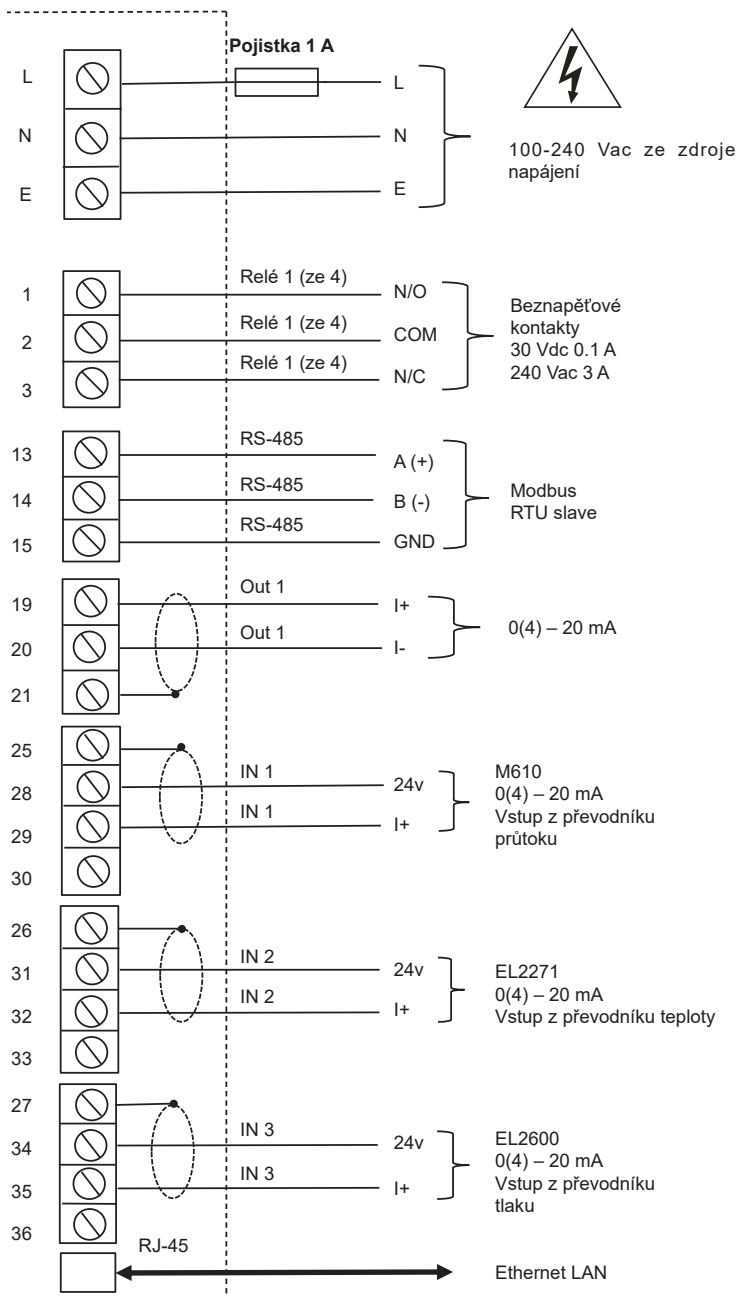 Pojistka 1 A
L
L
N
N
E
E
100-240 Vac ze zdroje
napájení
1
Relé 1 (ze 4)
N/O
2
Relé 1 (ze 4)
COM
3
Relé 1 (ze 4)
N/C
Beznapěťové
kontakty
30 Vdc 0.1 A
240 Vac 3 A
13
RS-485
A (+)
14
RS-485
B (-)
15
RS-485
GND
Modbus
RTU slave
19
Out 1
I+
20
Out 1
I-
21
0(4) – 20 mA
25
28
IN 1
24v
29
IN 1
I+
30
M610
0(4) – 20 mA
Vstup z převodníku
průtoku
26
31
IN 2
24v
32
IN 2
I+
33
EL2271
0(4) – 20 mA
Vstup z převodníku teploty
27
34
IN 3
24v
35
IN 3
I+
36
EL2600
0(4) – 20 mA
Vstup z převodníku
tlaku
RJ-45
Ethernet LAN